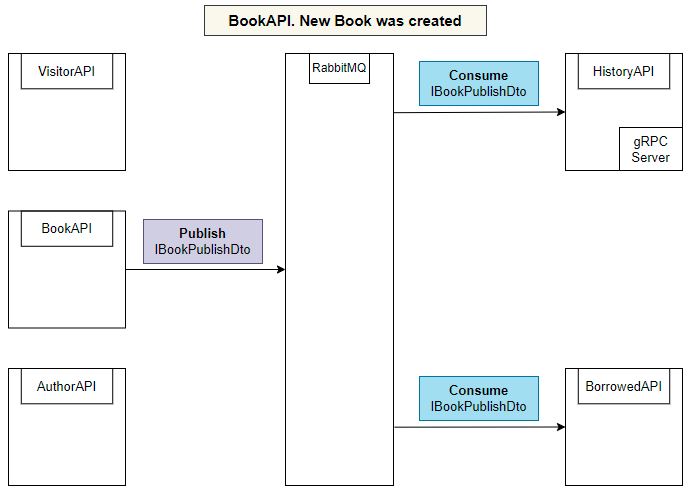 BookAPI. New Book was created
VisitorAPI
RabbitMQ
Consume
IBookPublishDto
HistoryAPI
gRPC
Server
BookAPI
Publish
IBookPublishDto
AuthorAPI
Consume
IBookPublishDto
BorrowedAPI